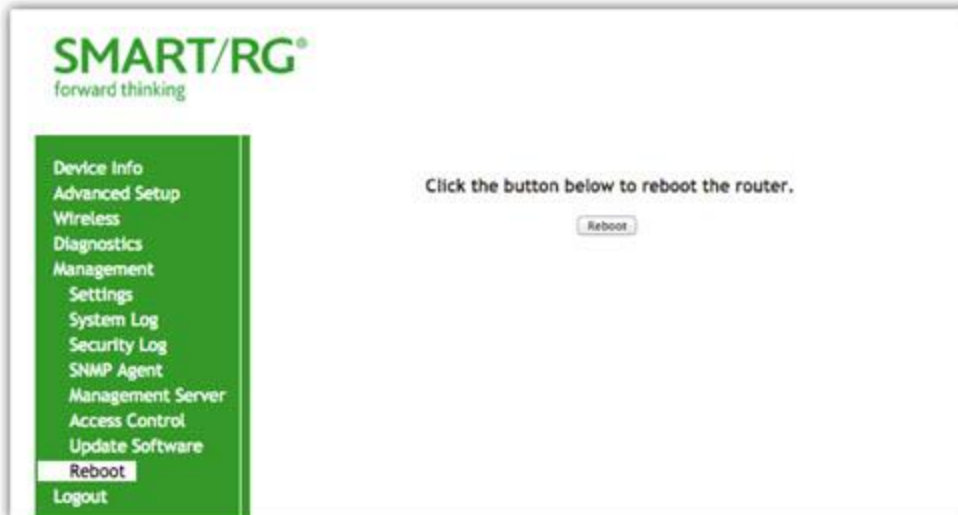 SMART/RG®
forward thinking
Device Info
Advanced Setup
Wireless
Diagnostics
Management
Settings
System Log
Security Log
SNMP Agent
Management Server
Access Control
Update Software
Reboot
Logout
Click the button below to reboot the router.
Reboot